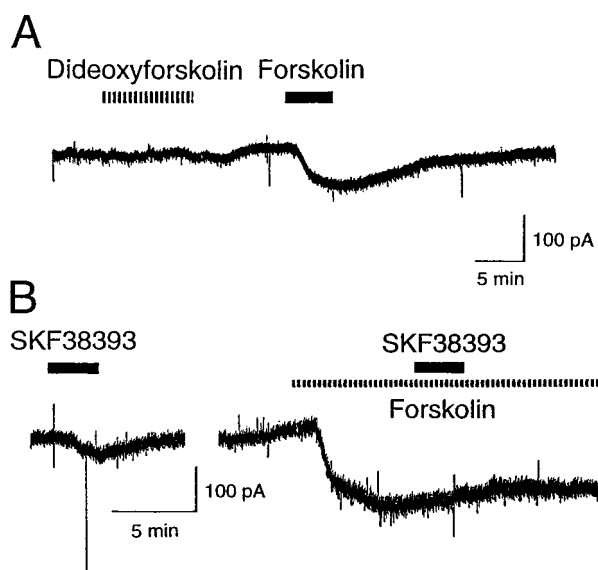 A
Dideoxyforskolin Forskolin
100 pA
5 min
B
SKF38393 SKF38393
Forskolin
100 pA
5 min